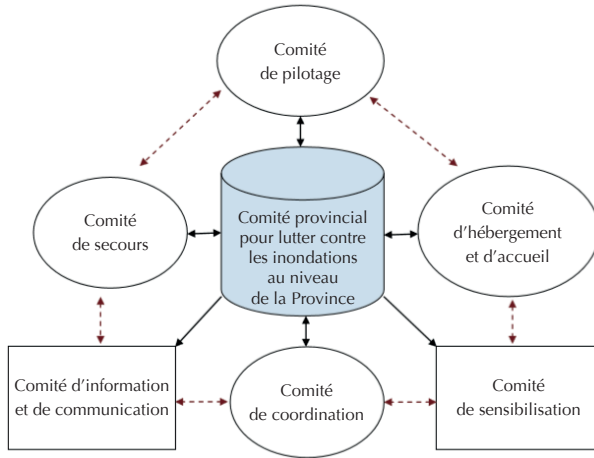 Comité
de pilotage
Comité
de secours
Comité provincial
pour lutter contre
les inondations
au niveau
de la Province
Comité
d'hébergement
et d'accueil
Comité d'information
et de communication
Comité
de coordination
Comité
de sensibilisation